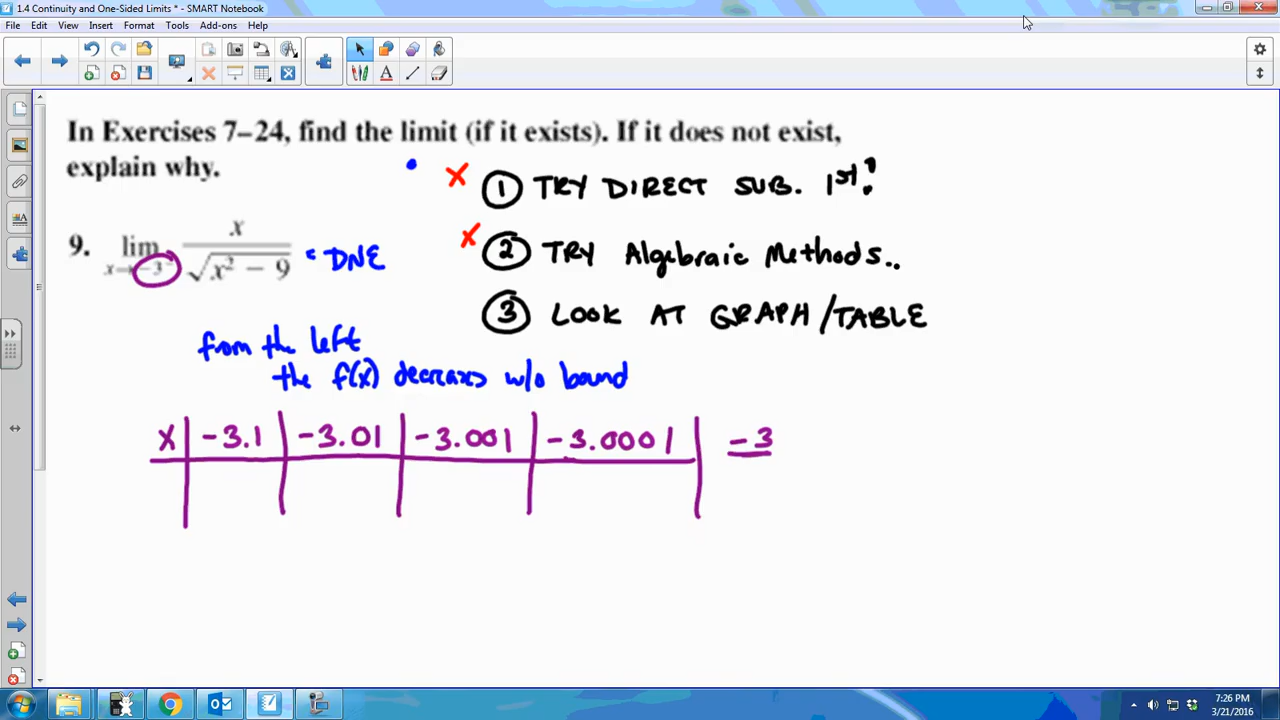 1.4 Continuity and One-Sided Limits * - SMART Notebook
File Edit View Insert Format Tools Add-ons Help
In Exercises 7–24, find the limit (if it exists). If it does not exist,
explain why.
X ① TRY DIRECT SUB. 1st!
9. lim x→-3⁻ x / √(x² − 9) = DNE
X ② TRY Algebraic Methods..
③ LOOK AT GRAPH/TABLE
from the left
the f(x) decreases w/o bound
X | -3.1 | -3.01 | -3.001 | -3.0001 | -3
7:26 PM
3/21/2016